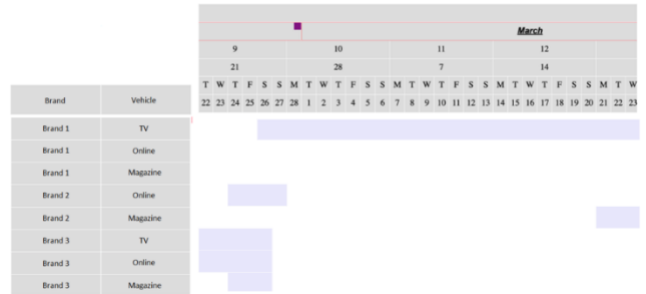 March
9 10 11 12
21 28 7 14
T W T F S S M T W T F S S M T W T F S S M T W T F S S M T W
Brand Vehicle 22 23 24 25 26 27 28 1 2 3 4 5 6 7 8 9 10 11 12 13 14 15 16 17 18 19 20 21 22 23
Brand 1 TV
Brand 1 Online
Brand 1 Magazine
Brand 2 Online
Brand 2 Magazine
Brand 3 TV
Brand 3 Online
Brand 3 Magazine